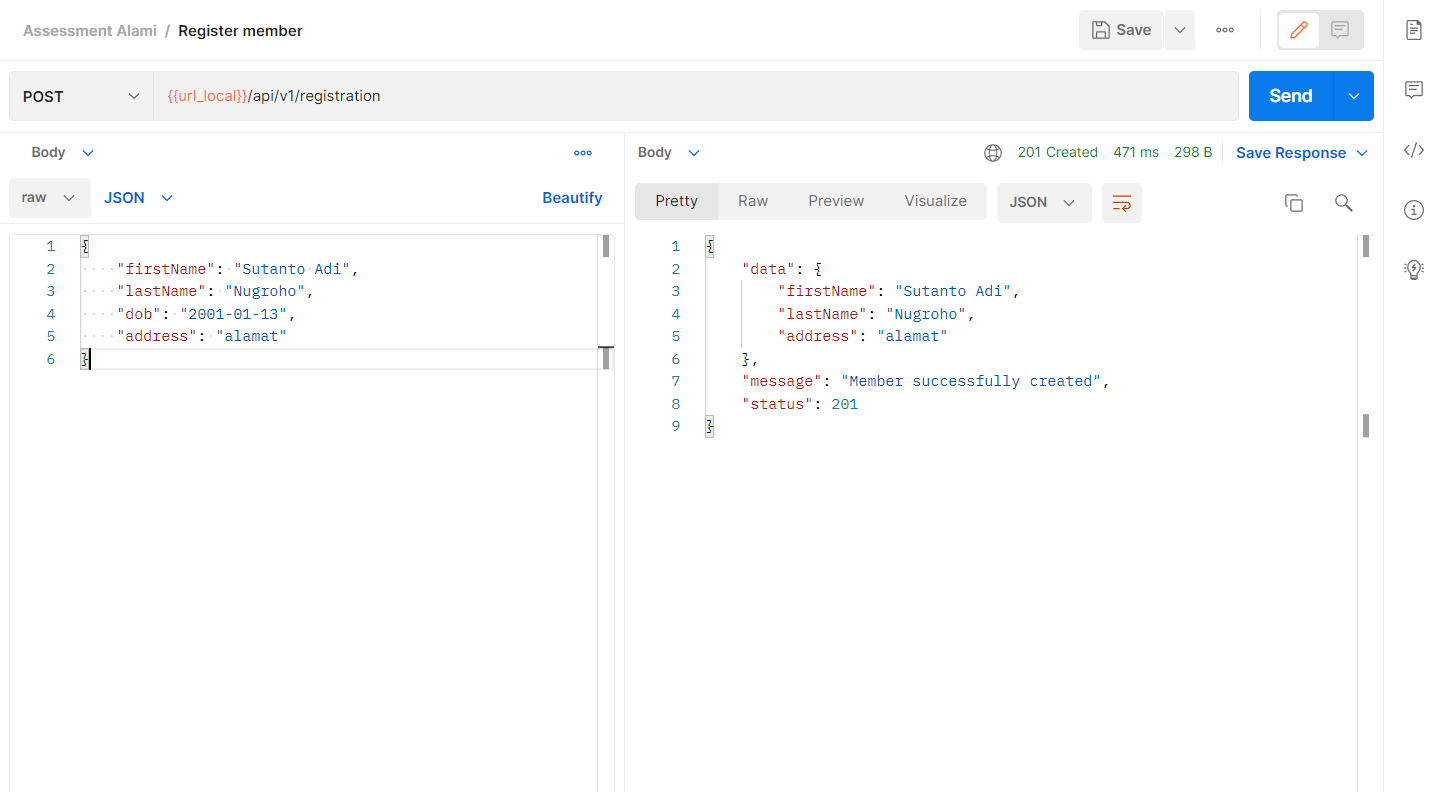 Assessment Alami / Register member
Save
POST
{{url_local}}/api/v1/registration
Send
Body
raw
JSON
Beautify
1 {
2 "firstName": "Sutanto Adi",
3 "lastName": "Nugroho",
4 "dob": "2001-01-13",
5 "address": "alamat"
6 }
Body
201 Created 471 ms 298 B Save Response
Pretty Raw Preview Visualize JSON
1 {
2 "data": {
3 "firstName": "Sutanto Adi",
4 "lastName": "Nugroho",
5 "address": "alamat"
6 },
7 "message": "Member successfully created",
8 "status": 201
9 }